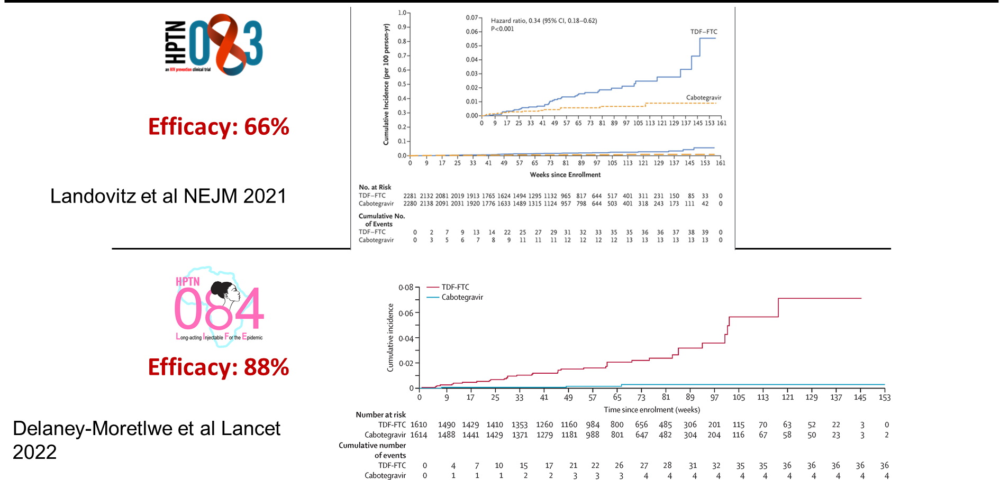 HPTN
083
an HIV prevention clinical trial
Efficacy: 66%
Landovitz et al NEJM 2021
Cumulative Incidence (per 100 person-yr)
1.0
0.9
0.8
0.7
0.6
0.5
0.4
0.3
0.2
0.1
0.0
0 9 17 25 33 41 49 57 65 73 81 89 97 105 113 121 129 137 145 153 161
Weeks since Enrollment
0.07
0.06
0.05
0.04
0.03
0.02
0.01
0.00
Hazard ratio, 0.34 (95% CI, 0.18–0.62)
P<0.001
TDF–FTC
Cabotegravir
0 9 17 25 33 41 49 57 65 73 81 89 97 105 113 121 129 137 145 153 161
No. at Risk
TDF–FTC 2281 2132 2081 2019 1913 1765 1624 1494 1295 1132 965 817 644 517 401 311 231 150 85 33 0
Cabotegravir 2280 2138 2091 2031 1920 1776 1633 1489 1315 1124 957 798 644 503 401 318 243 173 111 42 0
Cumulative No.
of Events
TDF–FTC 0 2 7 9 13 14 22 25 27 29 31 32 33 35 35 36 36 37 38 39 0
Cabotegravir 0 3 5 6 7 8 9 11 11 11 12 12 12 12 13 13 13 13 13 13 0
HPTN
084
Long-acting Injectable For the Epidemic
Efficacy: 88%
Delaney-Moretlwe et al Lancet
2022
Cumulative incidence
0·08
0·06
0·04
0·02
0
TDF-FTC
Cabotegravir
0 9 17 25 33 41 49 57 65 73 81 89 97 105 113 121 129 137 145 153
Time since enrolment (weeks)
Number at risk
TDF-FTC 1610 1490 1429 1410 1353 1260 1160 984 800 656 485 306 201 115 70 63 52 22 3 0
Cabotegravir 1614 1488 1441 1429 1371 1279 1181 988 801 647 482 304 204 116 67 58 50 23 3 2
Cumulative number
of events
TDF-FTC 0 4 7 10 15 17 21 22 26 27 28 31 32 35 35 36 36 36 36 36
Cabotegravir 0 1 1 1 2 2 3 3 3 4 4 4 4 4 4 4 4 4 4 4